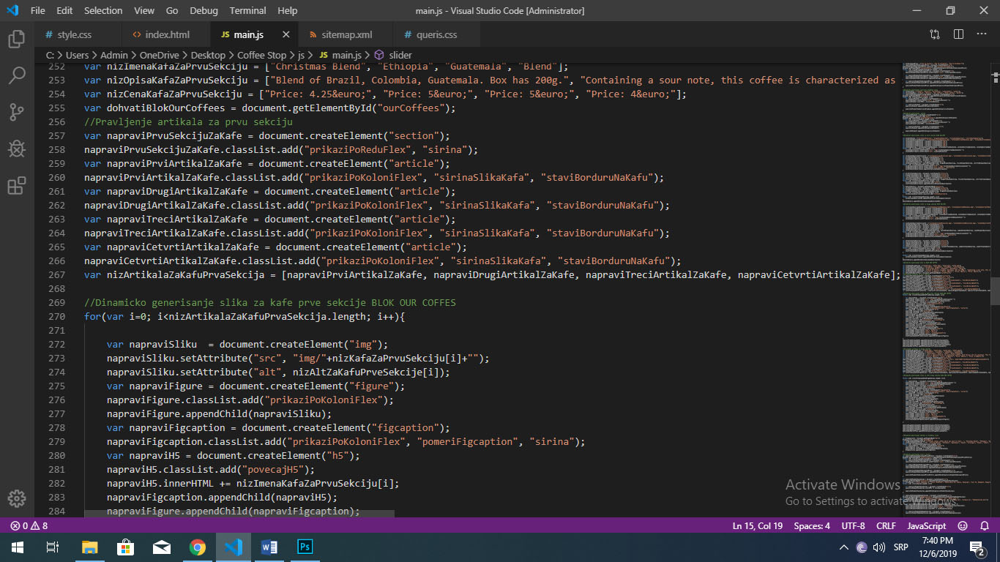 File Edit Selection View Go Debug Terminal Help main.js - Visual Studio Code [Administrator]
# style.css <> index.html JS main.js × sitemap.xml # queris.css ···
C: > Users > Admin > OneDrive > Desktop > Coffee Stop > js > JS main.js > slider
252 var nizImenaKafaZaPrvuSekciju = ["Christmas Blend", "Ethiopia", "Guatemala", "Blend"];
253 var nizOpisaKafaZaPrvuSekciju = ["Blend of Brazil, Colombia, Guatemala. Box has 200g.", "Containing a sour note, this coffee is characterized as
254 var nizCenaKafaZaPrvuSekciju = ["Price: 4.25&euro;", "Price: 5&euro;", "Price: 5&euro;", "Price: 4&euro;"];
255 var dohvatiBlokOurCoffees = document.getElementById("ourCoffees");
256 //Pravljenje artikala za prvu sekciju
257 var napraviPrvuSekcijuZaKafe = document.createElement("section");
258 napraviPrvuSekcijuZaKafe.classList.add("prikaziPoReduFlex", "sirina");
259 var napraviPrviArtikalZaKafe = document.createElement("article");
260 napraviPrviArtikalZaKafe.classList.add("prikaziPoKoloniFlex", "sirinaSlikaKafa", "staviBorduruNaKafu");
261 var napraviDrugiArtikalZaKafe = document.createElement("article");
262 napraviDrugiArtikalZaKafe.classList.add("prikaziPoKoloniFlex", "sirinaSlikaKafa", "staviBorduruNaKafu");
263 var napraviTreciArtikalZaKafe = document.createElement("article");
264 napraviTreciArtikalZaKafe.classList.add("prikaziPoKoloniFlex", "sirinaSlikaKafa", "staviBorduruNaKafu");
265 var napraviCetvrtiArtikalZaKafe = document.createElement("article");
266 napraviCetvrtiArtikalZaKafe.classList.add("prikaziPoKoloniFlex", "sirinaSlikaKafa", "staviBorduruNaKafu");
267 var nizArtikalaZaKafuPrvaSekcija = [napraviPrviArtikalZaKafe, napraviDrugiArtikalZaKafe, napraviTreciArtikalZaKafe, napraviCetvrtiArtikalZaKafe];
268
269 //Dinamicko generisanje slika za kafe prve sekcije BLOK OUR COFFES
270 for(var i=0; i<nizArtikalaZaKafuPrvaSekcija.length; i++){
271
272 var napraviSliku  = document.createElement("img");
273 napraviSliku.setAttribute("src", "img/"+nizKafaZaPrvuSekciju[i]+"");
274 napraviSliku.setAttribute("alt", nizAltZaKafuPrveSekcije[i]);
275 var napraviFigure = document.createElement("figure");
276 napraviFigure.classList.add("prikaziPoKoloniFlex");
277 napraviFigure.appendChild(napraviSliku);
278 var napraviFigcaption = document.createElement("figcaption");
279 napraviFigcaption.classList.add("prikaziPoKoloniFlex", "pomeriFigcaption", "sirina");
280 var napraviH5 = document.createElement("h5");
281 napraviH5.classList.add("povecajH5");
282 napraviH5.innerHTML += nizImenaKafaZaPrvuSekciju[i];
283 napraviFigcaption.appendChild(napraviH5);
284 napraviFigure.appendChild(napraviFigcaption);
Activate Windows
Go to Settings to activate Windows.
0 8 Ln 15, Col 19 Spaces: 4 UTF-8 CRLF JavaScript
W Ps SRP 7:40 PM
12/6/2019 2